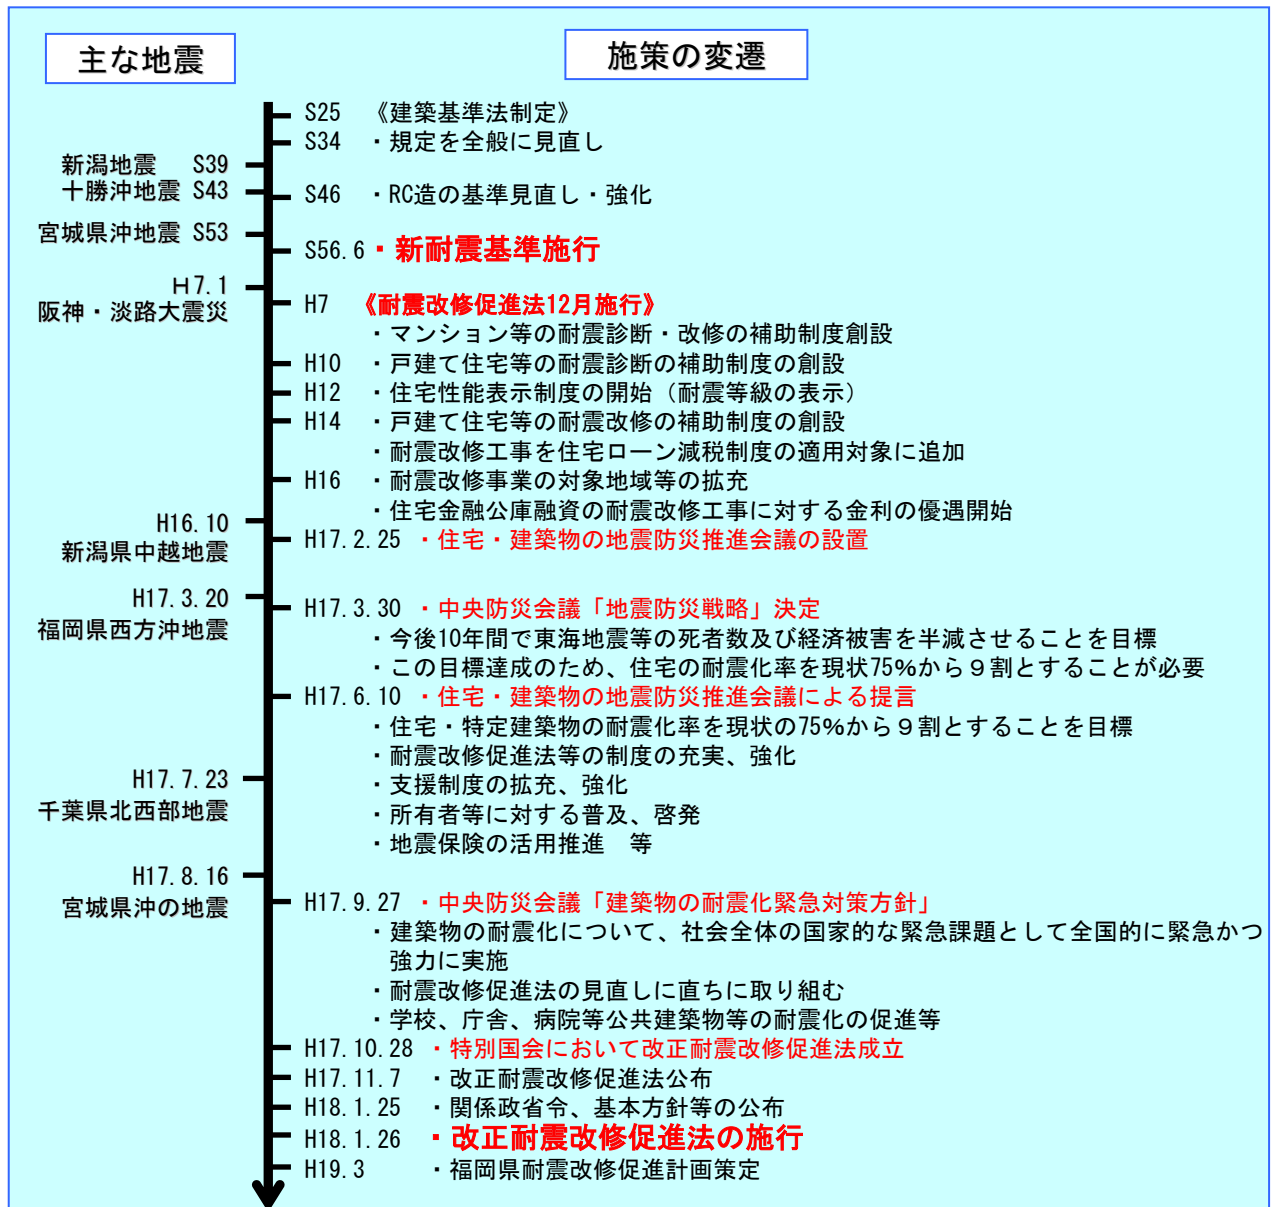 主な地震
施策の変遷
S25 《建築基準法制定》
S34 ・規定を全般に見直し
新潟地震 S39
十勝沖地震 S43
S46 ・RC造の基準見直し・強化
宮城県沖地震 S53
S56.6 ・新耐震基準施行
H7.1
阪神・淡路大震災
H7 《耐震改修促進法12月施行》
・マンション等の耐震診断・改修の補助制度創設
H10 ・戸建て住宅等の耐震診断の補助制度の創設
H12 ・住宅性能表示制度の開始（耐震等級の表示）
H14 ・戸建て住宅等の耐震改修の補助制度の創設
・耐震改修工事を住宅ローン減税制度の適用対象に追加
H16 ・耐震改修事業の対象地域等の拡充
・住宅金融公庫融資の耐震改修工事に対する金利の優遇開始
H16.10
新潟県中越地震
H17.2.25 ・住宅・建築物の地震防災推進会議の設置
H17.3.20
福岡県西方沖地震
H17.3.30 ・中央防災会議「地震防災戦略」決定
・今後10年間で東海地震等の死者数及び経済被害を半減させることを目標
・この目標達成のため、住宅の耐震化率を現状75%から９割とすることが必要
H17.6.10 ・住宅・建築物の地震防災推進会議による提言
・住宅・特定建築物の耐震化率を現状の75%から９割とすることを目標
・耐震改修促進法等の制度の充実、強化
H17.7.23
千葉県北西部地震
・支援制度の拡充、強化
・所有者等に対する普及、啓発
・地震保険の活用推進　等
H17.8.16
宮城県沖の地震
H17.9.27 ・中央防災会議「建築物の耐震化緊急対策方針」
・建築物の耐震化について、社会全体の国家的な緊急課題として全国的に緊急かつ
強力に実施
・耐震改修促進法の見直しに直ちに取り組む
・学校、庁舎、病院等公共建築物等の耐震化の促進等
H17.10.28 ・特別国会において改正耐震改修促進法成立
H17.11.7 ・改正耐震改修促進法公布
H18.1.25 ・関係政省令、基本方針等の公布
H18.1.26 ・改正耐震改修促進法の施行
H19.3 ・福岡県耐震改修促進計画策定